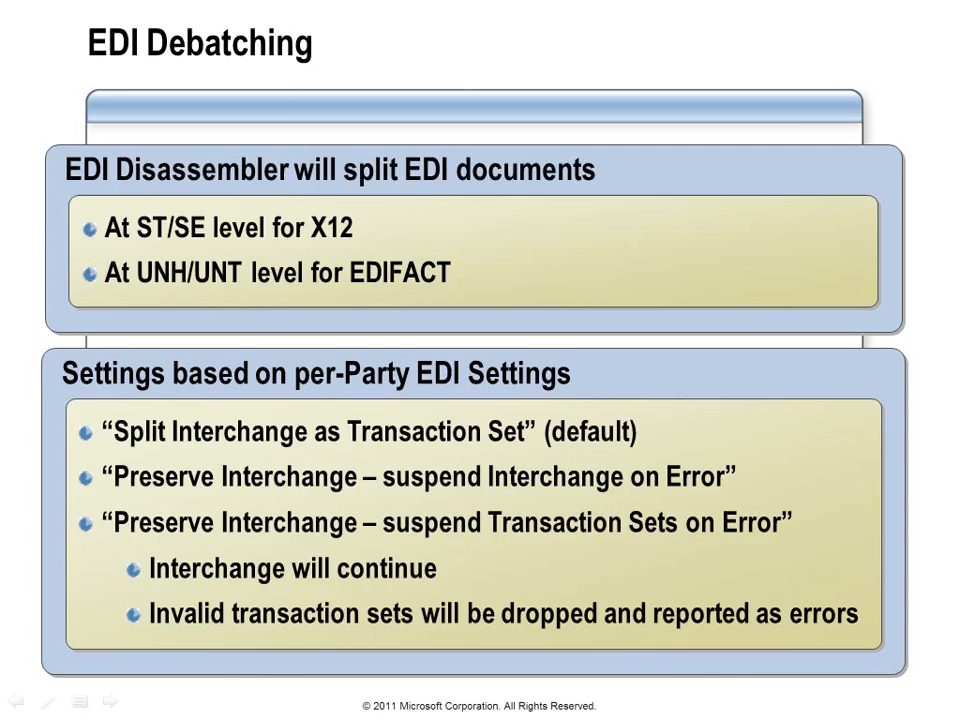 EDI Debatching
EDI Disassembler will split EDI documents
At ST/SE level for X12
At UNH/UNT level for EDIFACT
Settings based on per-Party EDI Settings
“Split Interchange as Transaction Set” (default)
“Preserve Interchange – suspend Interchange on Error”
“Preserve Interchange – suspend Transaction Sets on Error”
Interchange will continue
Invalid transaction sets will be dropped and reported as errors
© 2011 Microsoft Corporation. All Rights Reserved.